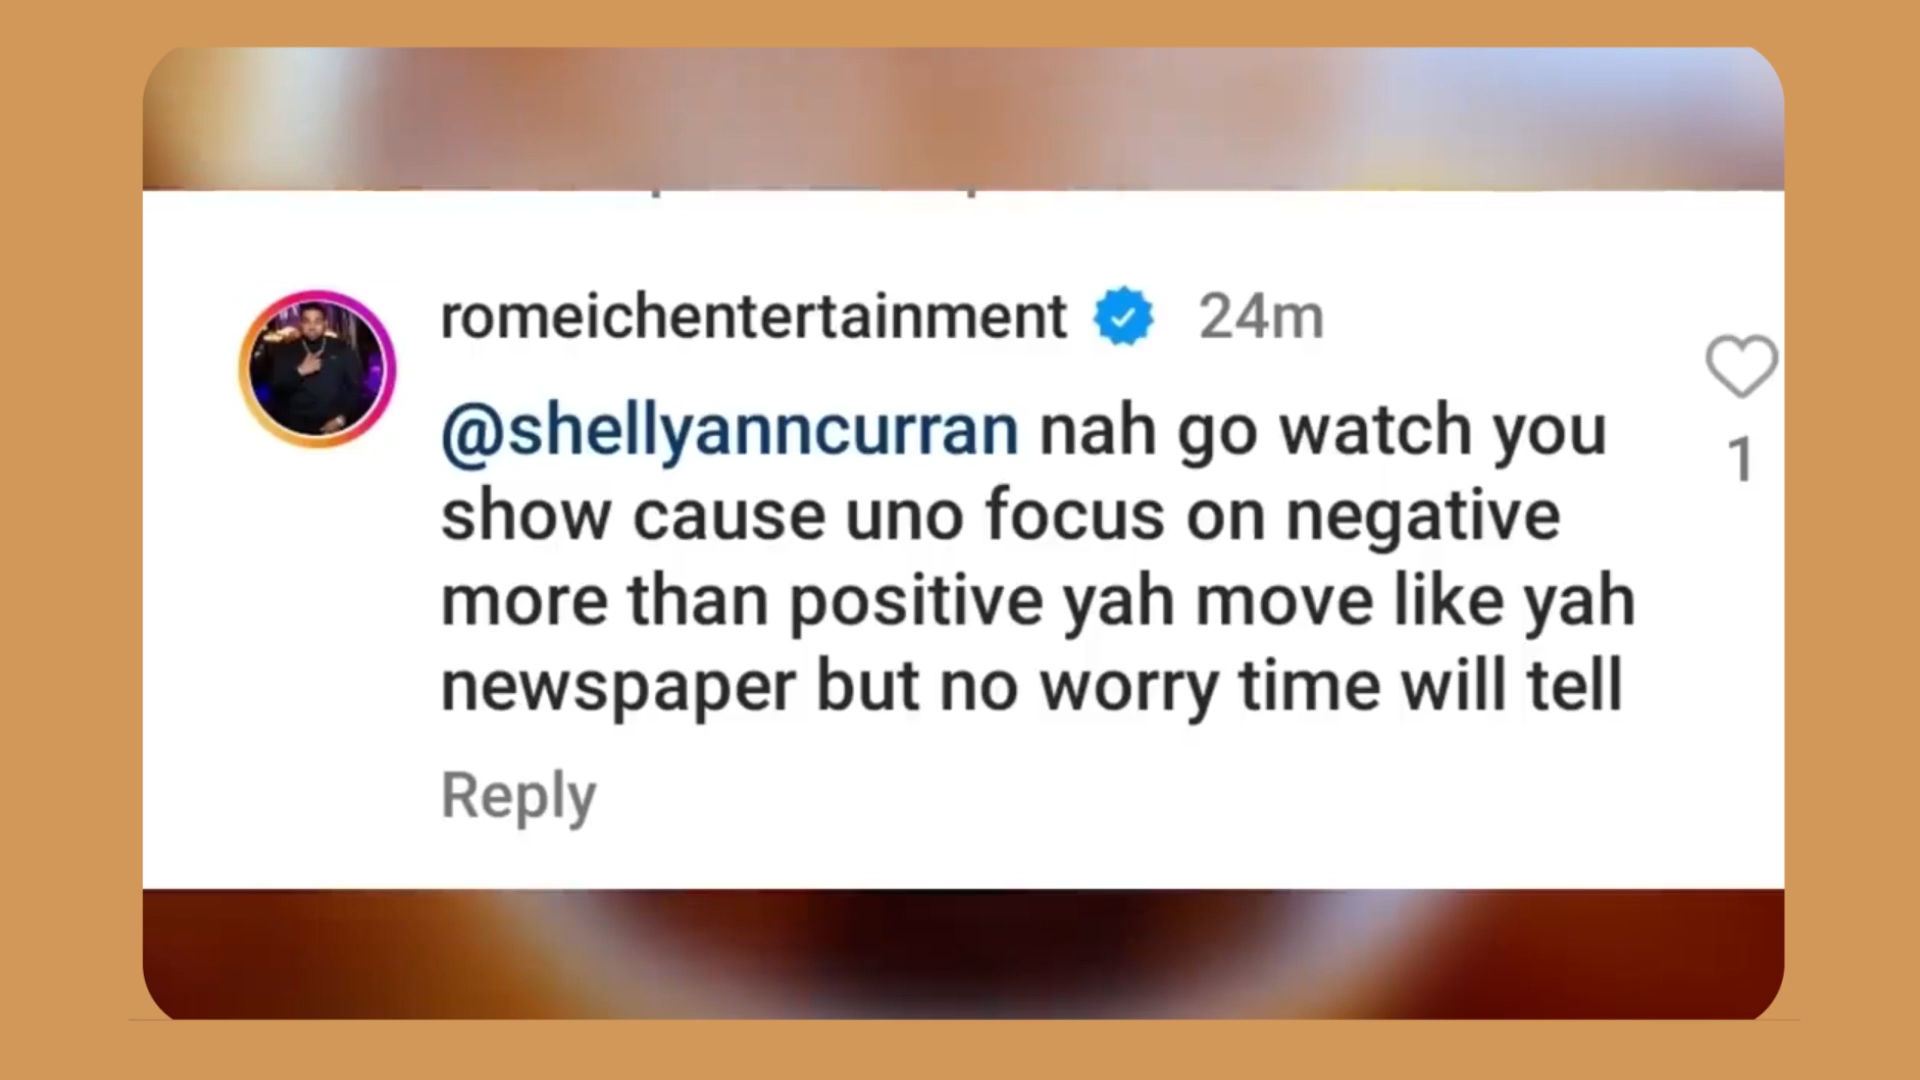 romeichentertainment 24m
@shellyanncurran nah go watch you
show cause uno focus on negative
more than positive yah move like yah
newspaper but no worry time will tell
1
Reply